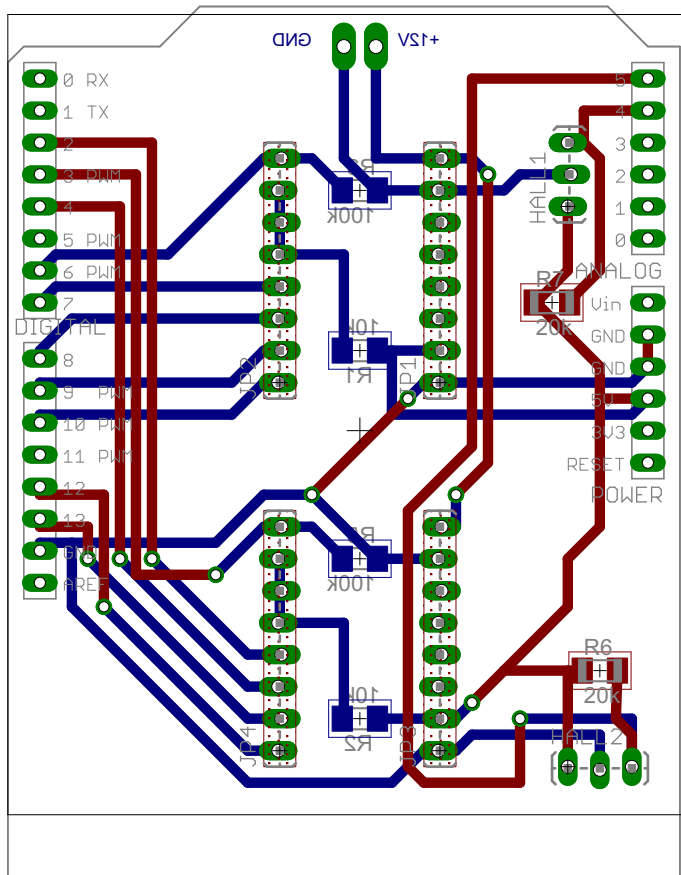 GND
+12V
0 RX
1 TX
2
3 PWM
4
5 PWM
6 PWM
7
DIGITAL
8
9 PWM
10 PWM
11 PWM
12
13
GND
AREF
100k
10k
R1
JP2
JP1
HALL1
5
4
3
2
1
0
ANALOG
R7
20k
Vin
GND
GND
5V
3V3
RESET
POWER
100k
10k
R2
JP4
JP3
R6
20k
HALL2